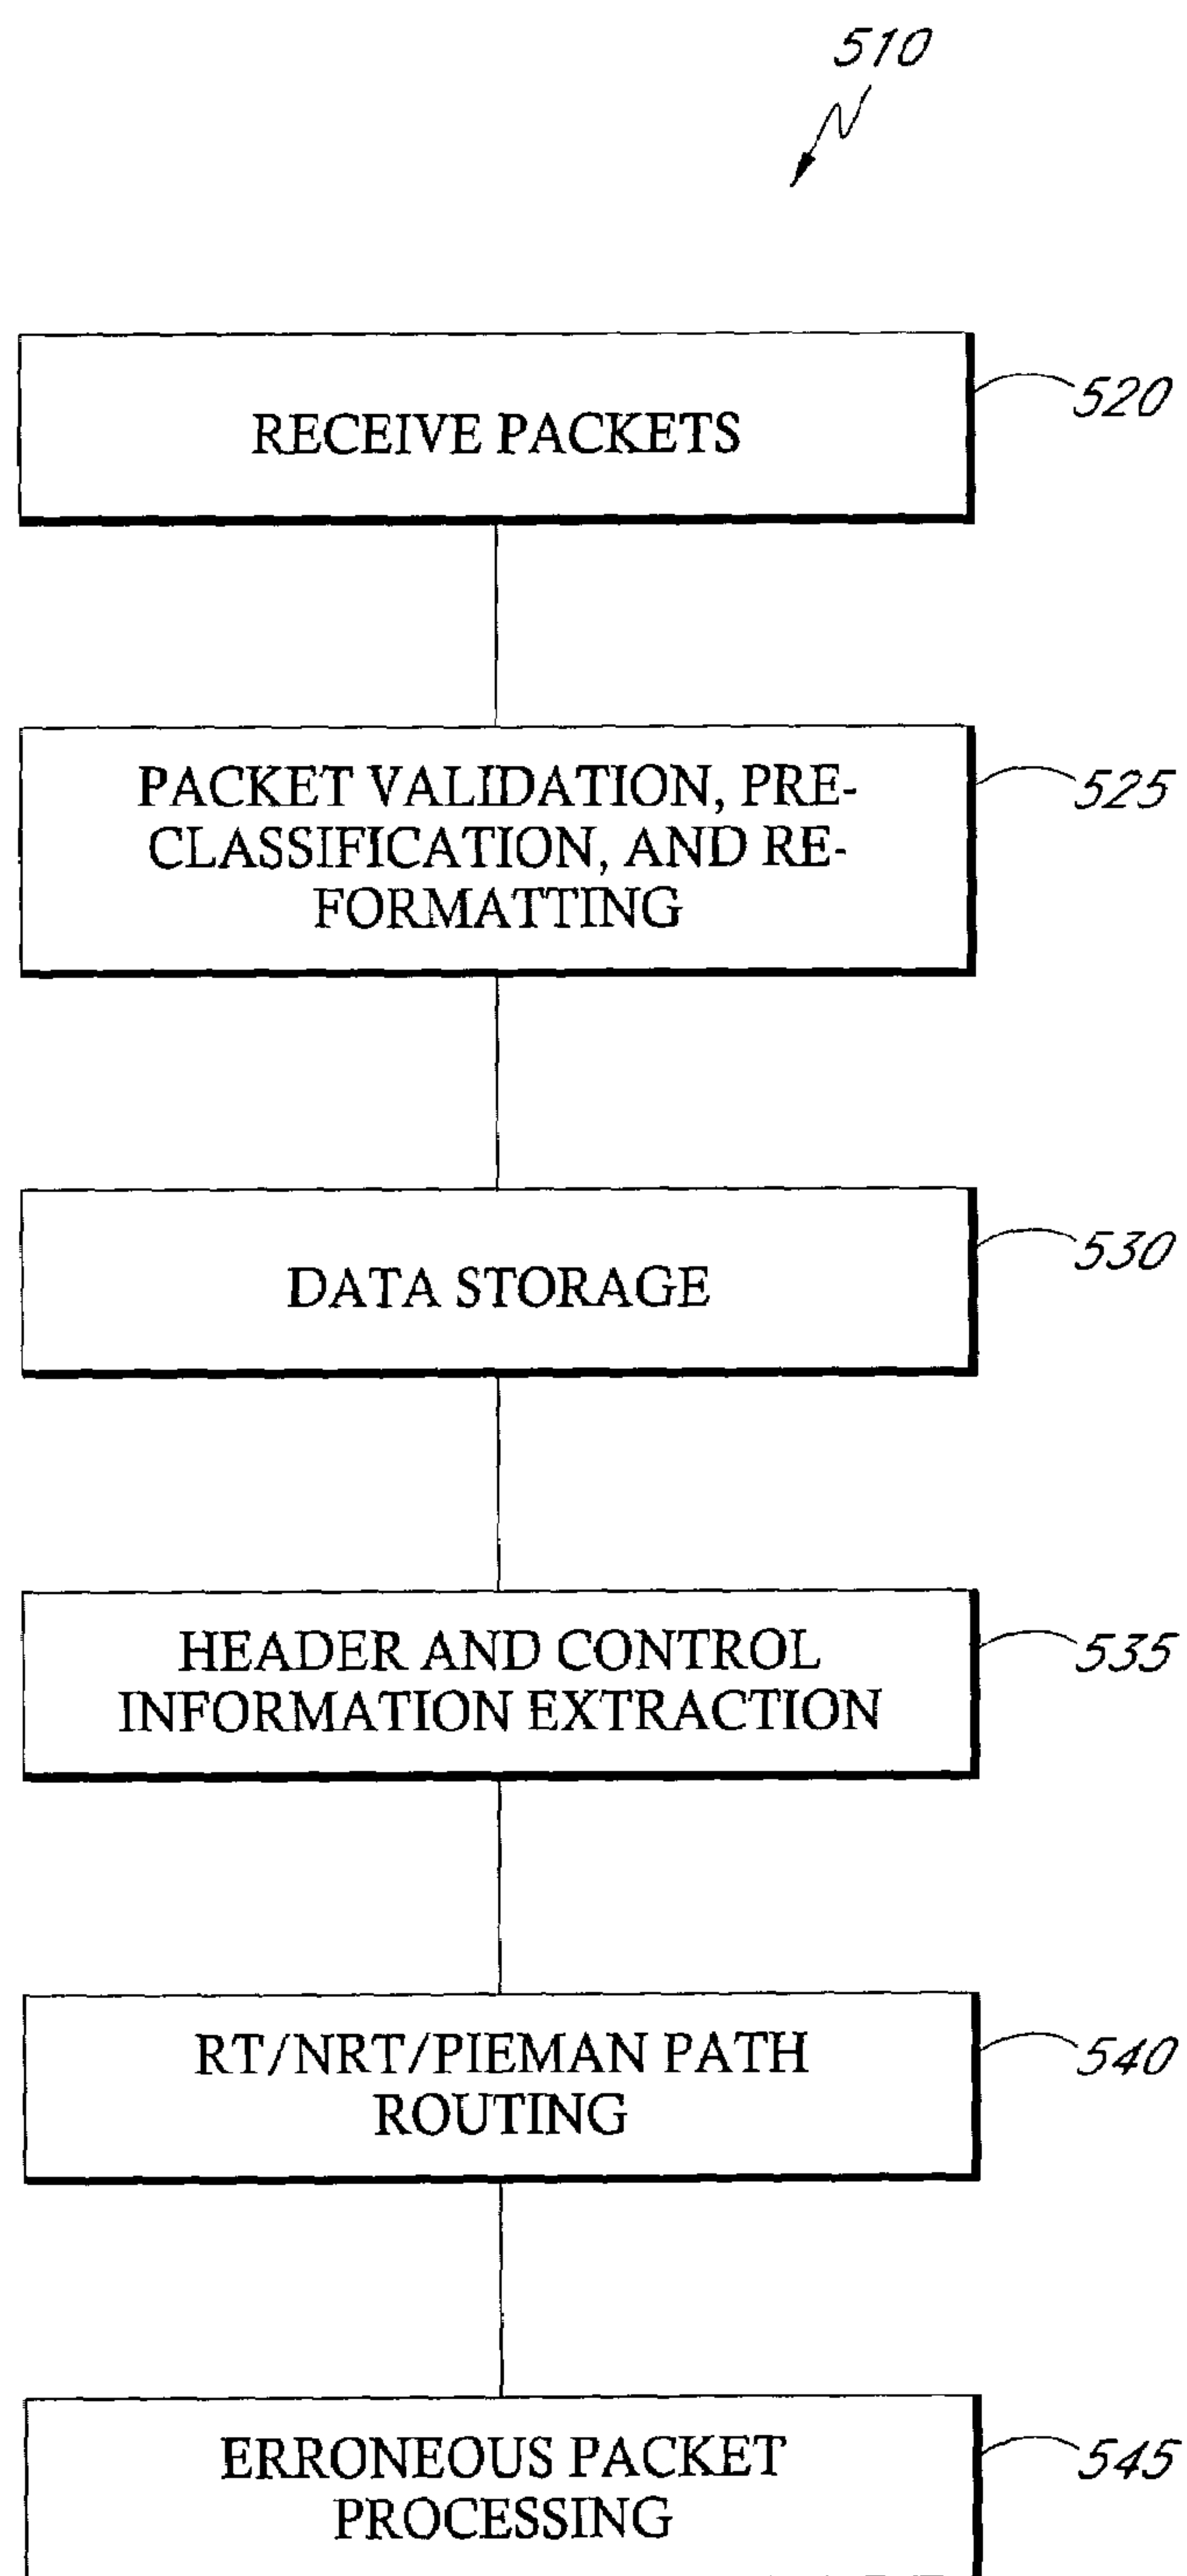 510
RECEIVE PACKETS
520
PACKET VALIDATION, PRE-
CLASSIFICATION, AND RE-
FORMATTING
525
DATA STORAGE
530
HEADER AND CONTROL
INFORMATION EXTRACTION
535
RT/NRT/PIEMAN PATH
ROUTING
540
ERRONEOUS PACKET
PROCESSING
545